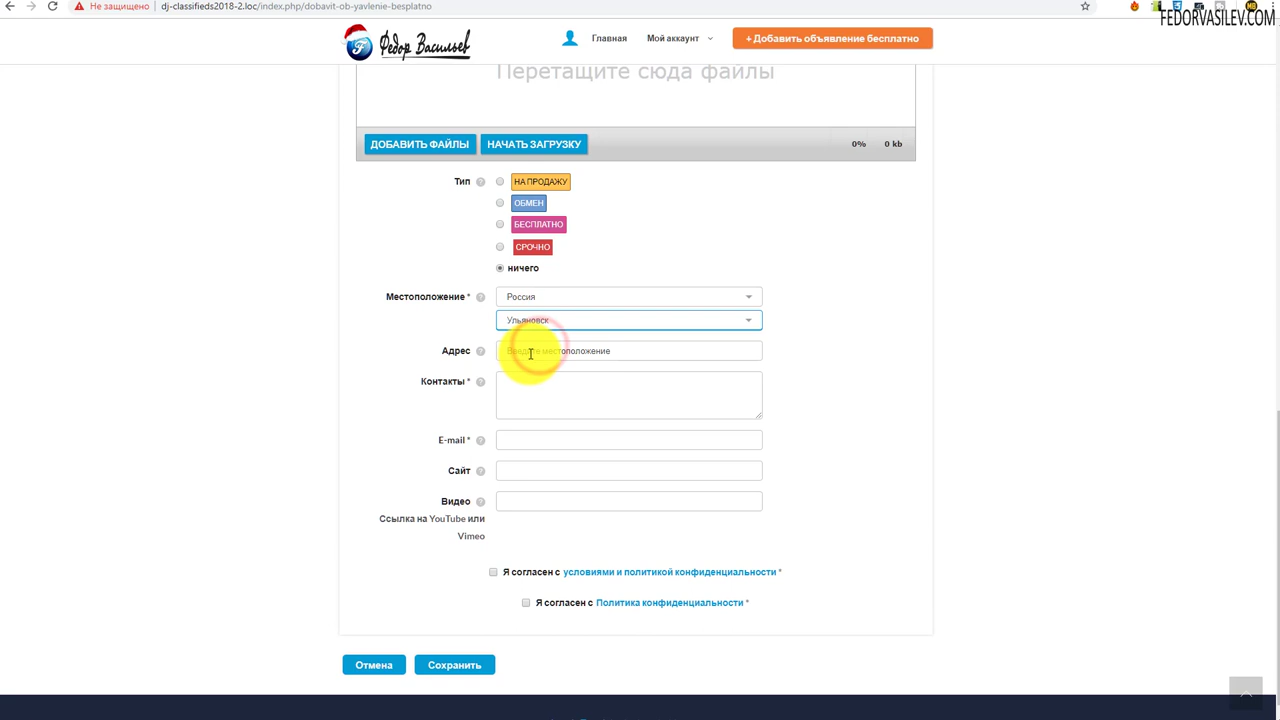 Не защищено
dj-classifieds2018-2.loc/index.php/dobavit-ob-yavlenie-besplatno
FEDORVASILEV.COM
Федор Васильев
Главная
Мой аккаунт
+ Добавить объявление бесплатно
Перетащите сюда файлы
ДОБАВИТЬ ФАЙЛЫ
НАЧАТЬ ЗАГРУЗКУ
0%
0 kb
Тип
НА ПРОДАЖУ
ОБМЕН
БЕСПЛАТНО
СРОЧНО
ничего
Местоположение *
Россия
Ульяновск
Адрес
Введите местоположение
Контакты *
E-mail *
Сайт
Видео
Ссылка на YouTube или
Vimeo
Я согласен с условиями и политикой конфиденциальности *
Я согласен с Политика конфиденциальности *
Отмена
Сохранить